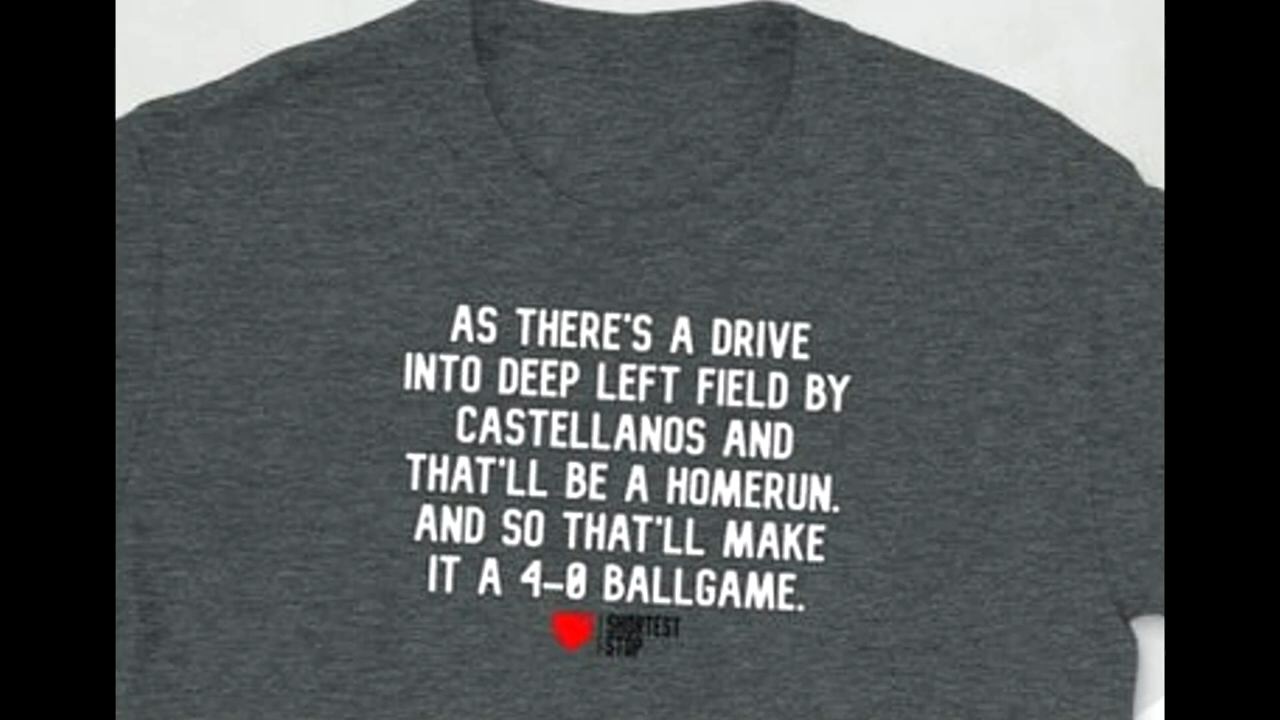 AS THERE'S A DRIVE
INTO DEEP LEFT FIELD BY
CASTELLANOS AND
THAT'LL BE A HOMERUN.
AND SO THAT'LL MAKE
IT A 4-0 BALLGAME.
SHORTEST
STOP